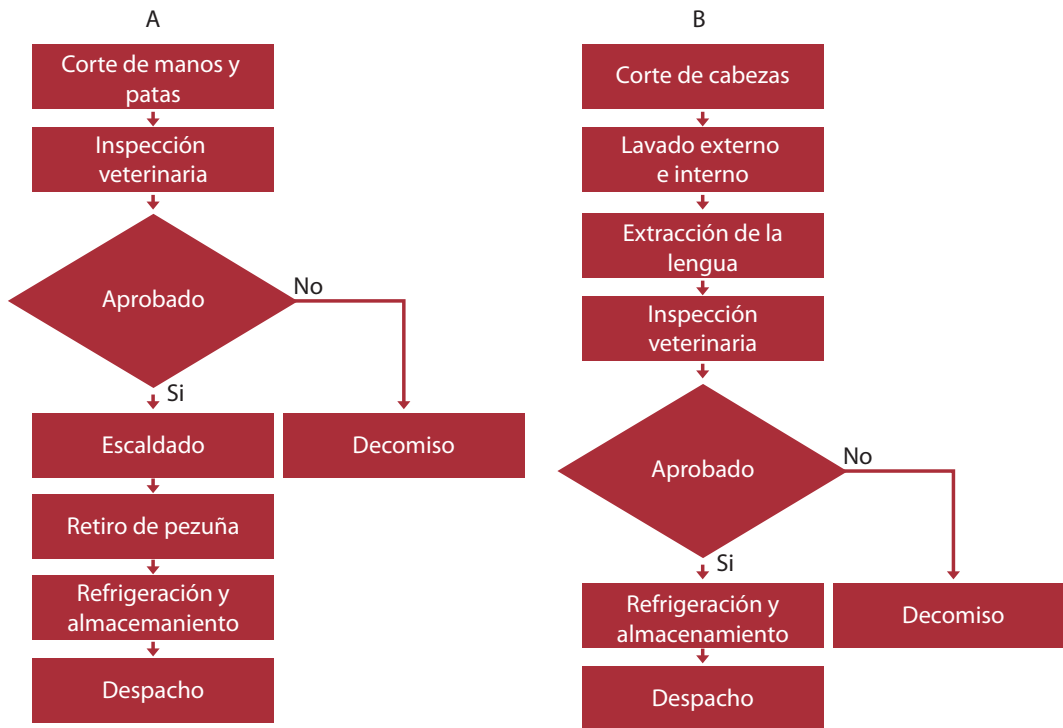 A
Corte de manos y
patas
Inspección
veterinaria
Aprobado
No
Si
Escaldado
Decomiso
Retiro de pezuña
Refrigeración y
almacemaniento
Despacho
B
Corte de cabezas
Lavado externo
e interno
Extracción de la
lengua
Inspección
veterinaria
Aprobado
No
Si
Refrigeración y
almacenamiento
Decomiso
Despacho